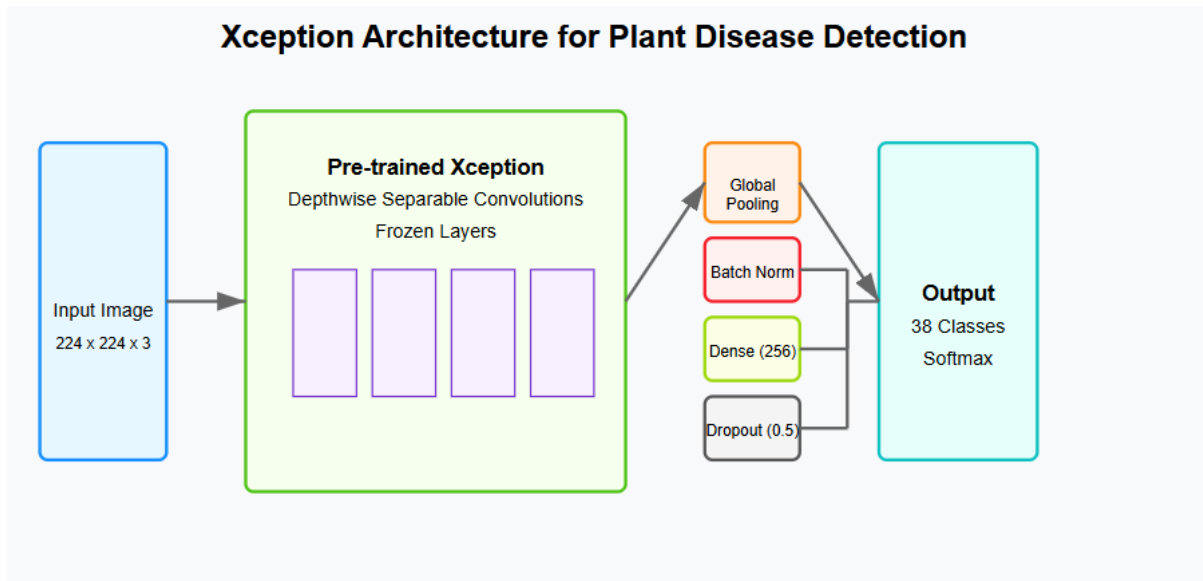 Xception Architecture for Plant Disease Detection
Input Image
224 x 224 x 3
Pre-trained Xception
Depthwise Separable Convolutions
Frozen Layers
Global
Pooling
Batch Norm
Dense (256)
Dropout (0.5)
Output
38 Classes
Softmax